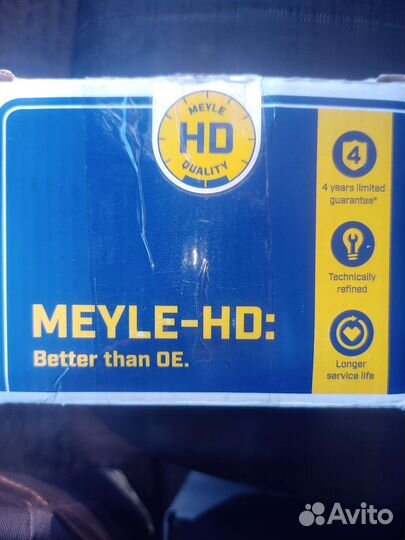 MEYLE
HD
QUALITY
4
4 years limited
guarantee*
Technically
refined
MEYLE-HD:
Better than OE.
Longer
service life
Avito